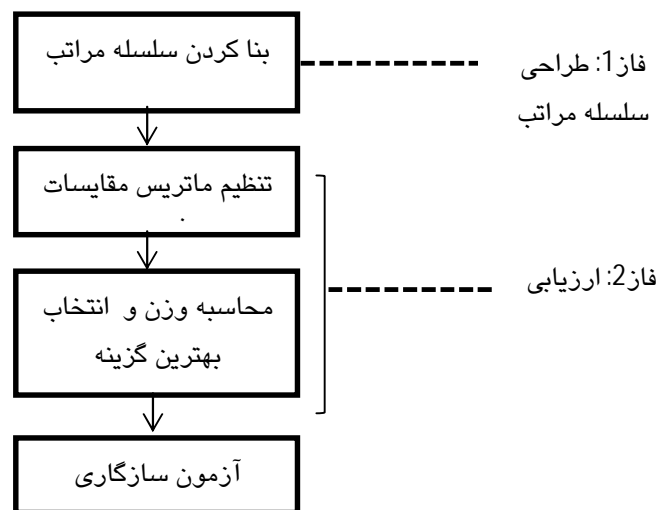 بنا کردن سلسله مراتب
فاز1: طراحی
سلسله مراتب
تنظیم ماتریس مقایسات
محاسبه وزن و انتخاب
بهترین گزینه
فاز2: ارزیابی
آزمون سازگاری